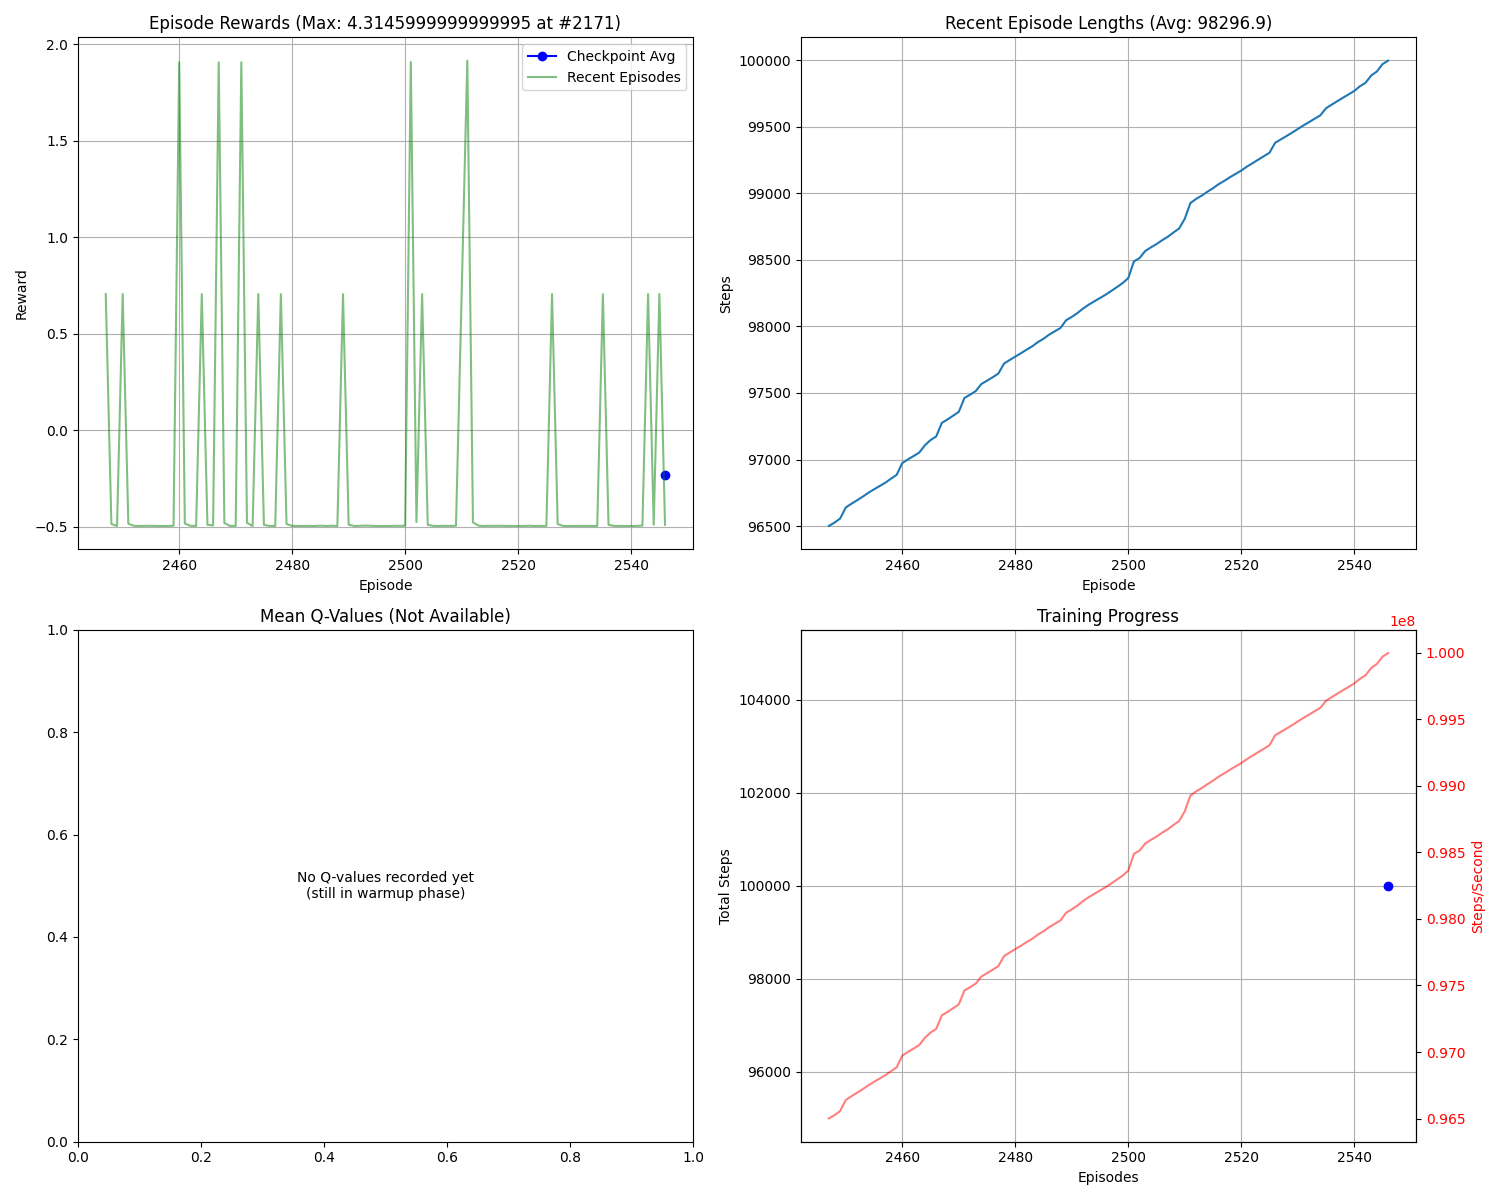 Episode Rewards (Max: 4.3145999999999995 at #2171)
2.0
1.5
1.0
0.5
0.0
−0.5
Reward
2460 2480 2500 2520 2540
Episode
Checkpoint Avg
Recent Episodes
Recent Episode Lengths (Avg: 98296.9)
100000
99500
99000
98500
98000
97500
97000
96500
Steps
2460 2480 2500 2520 2540
Episode
Mean Q-Values (Not Available)
1.0
0.8
0.6
0.4
0.2
0.0
No Q-values recorded yet
(still in warmup phase)
0.0 0.2 0.4 0.6 0.8 1.0
Training Progress
1e8
104000
102000
100000
98000
96000
Total Steps
1.000
0.995
0.990
0.985
0.980
0.975
0.970
0.965
Steps/Second
2460 2480 2500 2520 2540
Episodes